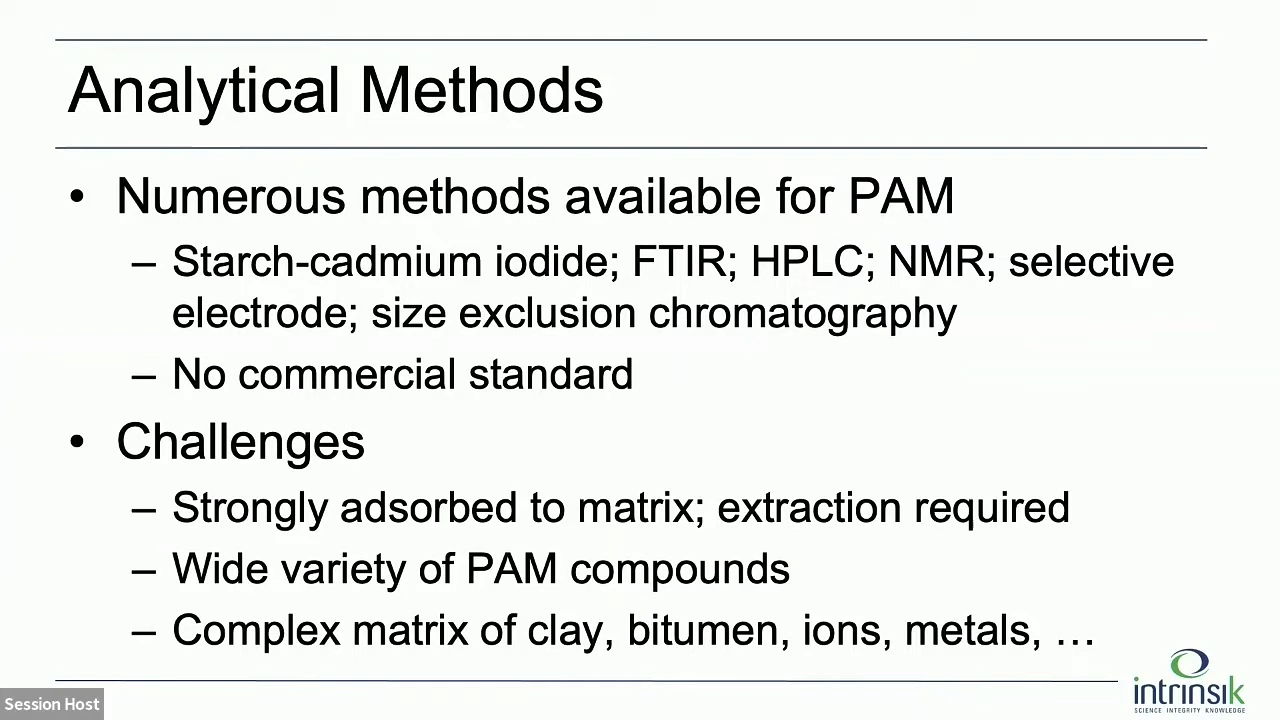 Analytical Methods
• Numerous methods available for PAM
– Starch-cadmium iodide; FTIR; HPLC; NMR; selective
electrode; size exclusion chromatography
– No commercial standard
• Challenges
– Strongly adsorbed to matrix; extraction required
– Wide variety of PAM compounds
– Complex matrix of clay, bitumen, ions, metals, …
intrinsik
SCIENCE INTEGRITY KNOWLEDGE
Session Host